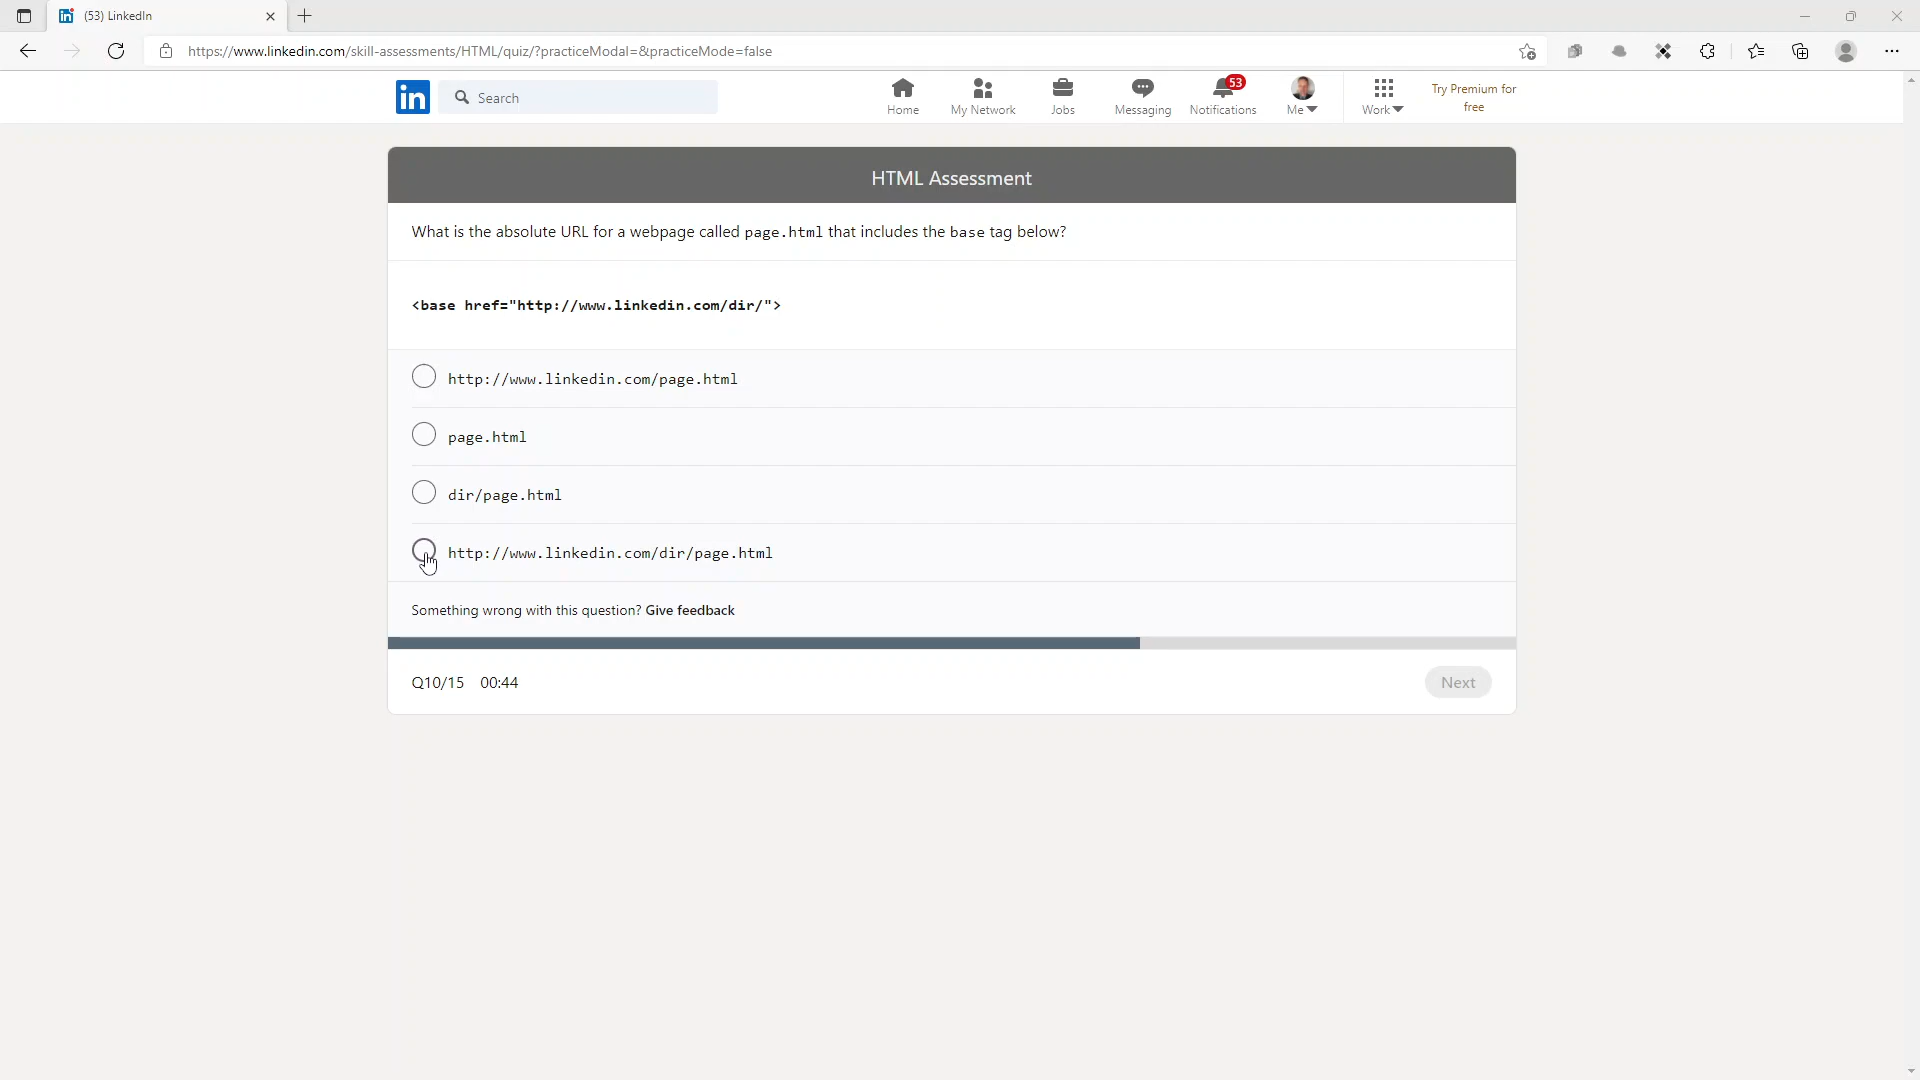 (53) LinkedIn
https://www.linkedin.com/skill-assessments/HTML/quiz/?practiceModal=&practiceMode=false
in
Search
Home
My Network
Jobs
Messaging
53
Notifications
Me
Work
Try Premium for
free
HTML Assessment
What is the absolute URL for a webpage called page.html that includes the base tag below?
<base href="http://www.linkedin.com/dir/">
http://www.linkedin.com/page.html
page.html
dir/page.html
http://www.linkedin.com/dir/page.html
Something wrong with this question? Give feedback
Q10/15 00:44
Next